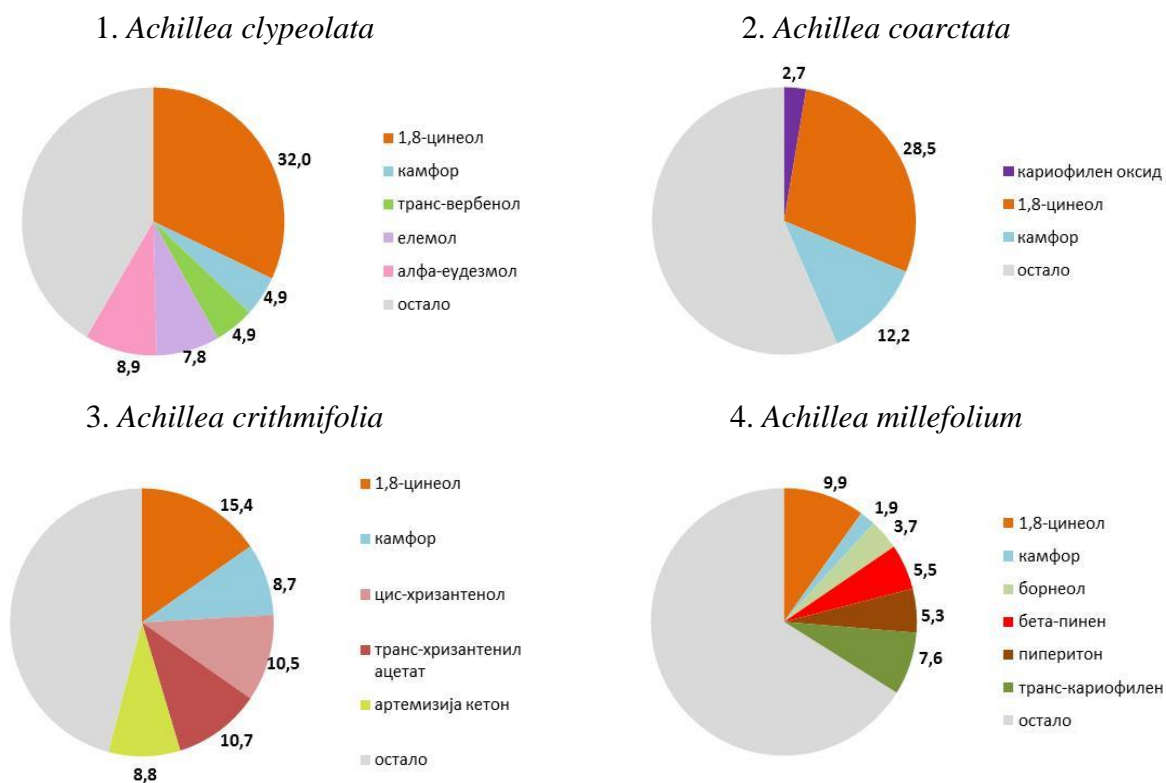 1. Achillea clypeolata
32,0
4,9
4,9
7,8
8,9
1,8-цинеол
камфор
транс-вербенол
елемол
алфа-еудезмол
остало
2. Achillea coarctata
2,7
28,5
12,2
кариофилен оксид
1,8-цинеол
камфор
остало
3. Achillea crithmifolia
15,4
8,7
10,5
10,7
8,8
1,8-цинеол
камфор
цис-хризантенол
транс-хризантенил
ацетат
артемизија кетон
остало
4. Achillea millefolium
9,9
1,9
3,7
5,5
5,3
7,6
1,8-цинеол
камфор
борнеол
бета-пинен
пиперитон
транс-кариофилен
остало